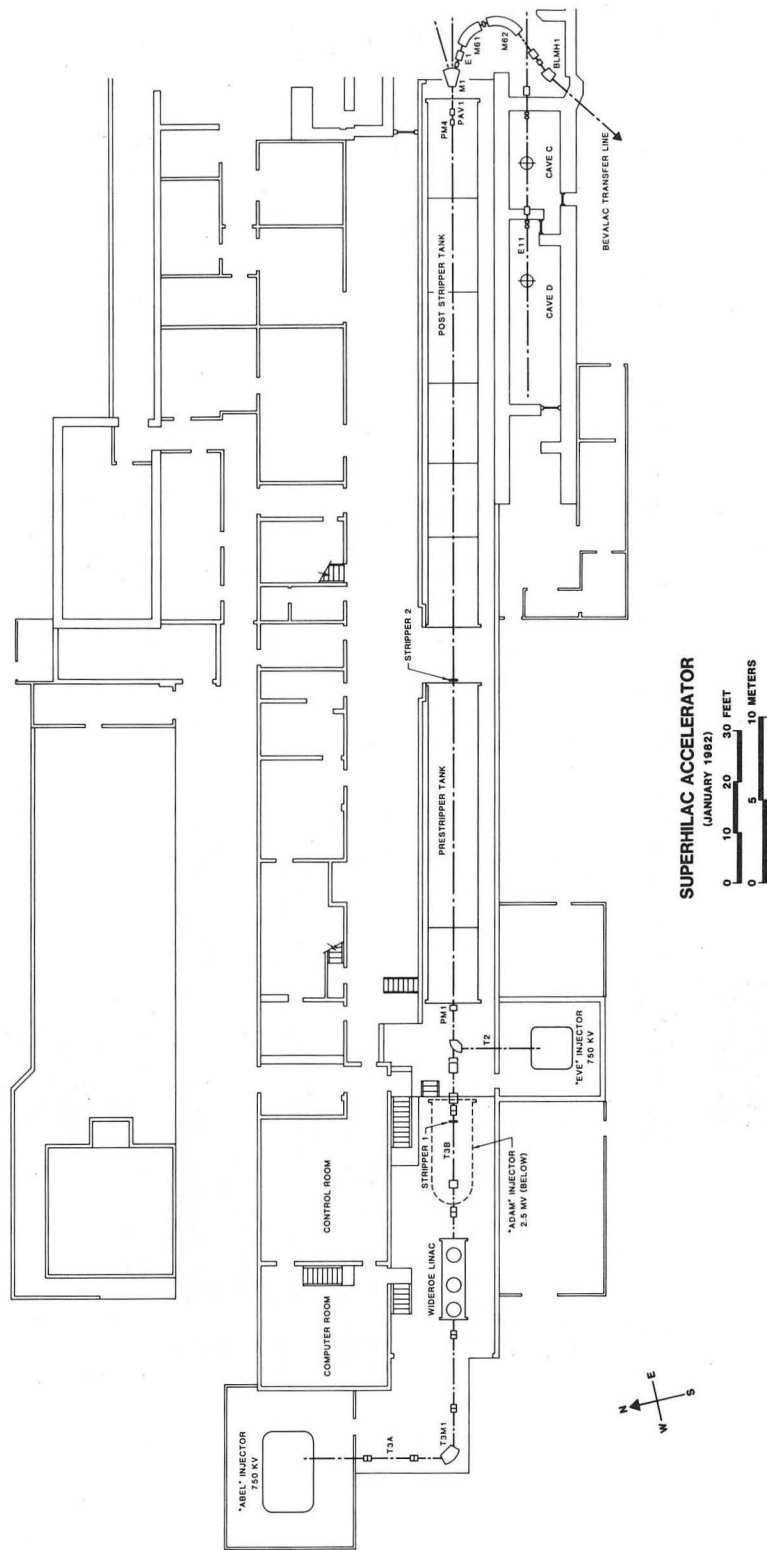 "ABEL" INJECTOR
750 KV
T3A
T3M1
COMPUTER ROOM
CONTROL ROOM
WIDEROE LINAC
STRIPPER 1
T3B
"ADAM" INJECTOR
2.5 MV (BELOW)
PM1
T2
"EVE" INJECTOR
750 KV
PRESTRIPPER TANK
STRIPPER 2
POST STRIPPER TANK
PM4
PAV1
M1
E1
M61
M62
BLMH1
CAVE C
E11
CAVE D
BEVALAC TRANSFER LINE
N
W E
S
SUPERHILAC ACCELERATOR
(JANUARY 1982)
0 10 20 30 FEET
0 5 10 METERS